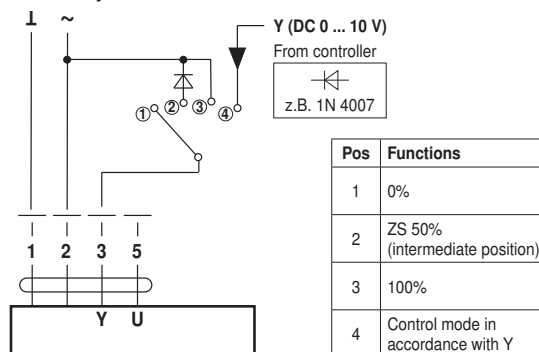 ⊥ ~
Y (DC 0 ... 10 V)
From controller
z.B. 1N 4007
① ② ③ ④
Pos Functions
1 0%
2 ZS 50%
(intermediate position)
3 100%
4 Control mode in
accordance with Y
1 2 3 5
Y U